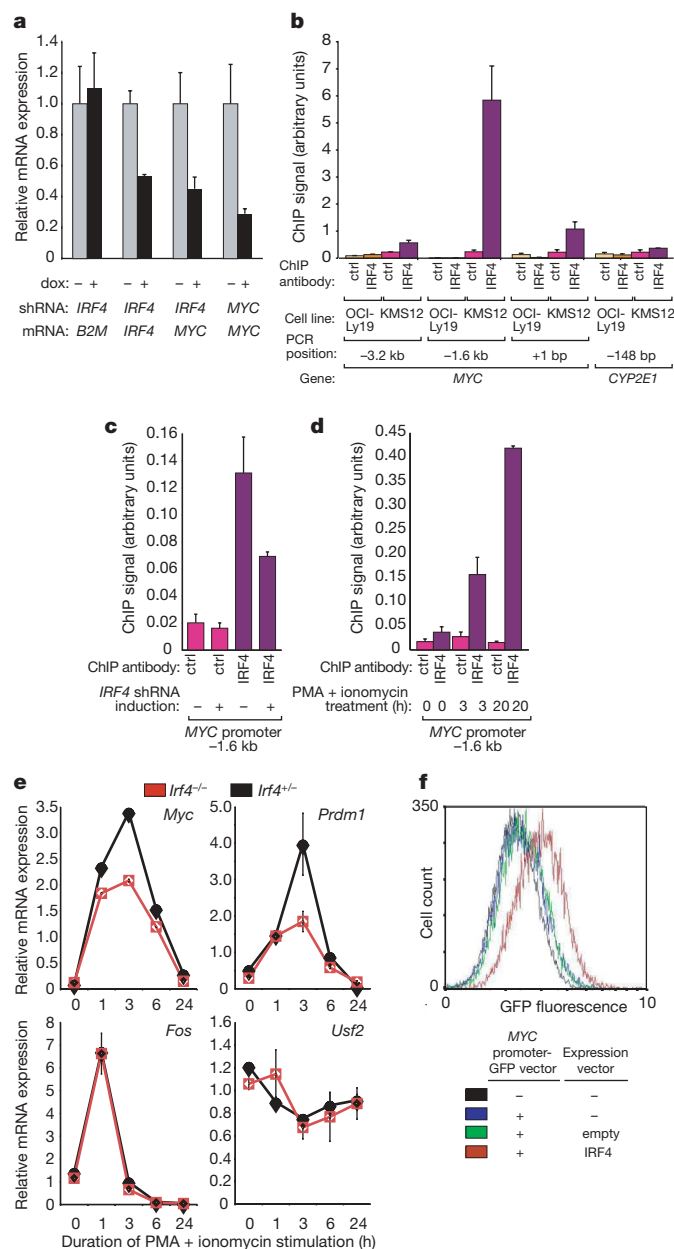 a
Relative mRNA expression
1.4
1.2
1.0
0.8
0.6
0.4
0.2
0
dox: – + – + – + – +
shRNA: IRF4 IRF4 IRF4 MYC
mRNA: B2M IRF4 MYC MYC
b
ChIP signal (arbitrary units)
8
7
6
5
4
3
2
1
0
ChIP antibody: ctrl IRF4 ctrl IRF4 ctrl IRF4 ctrl IRF4 ctrl IRF4 ctrl IRF4 ctrl IRF4 ctrl IRF4
Cell line: OCI-Ly19 KMS12 OCI-Ly19 KMS12 OCI-Ly19 KMS12 OCI-Ly19 KMS12
PCR position: –3.2 kb –1.6 kb +1 bp –148 bp
Gene: MYC CYP2E1
c
ChIP signal (arbitrary units)
0.16
0.14
0.12
0.10
0.08
0.06
0.04
0.02
0
ChIP antibody: ctrl ctrl IRF4 IRF4
IRF4 shRNA induction: – + – +
MYC promoter
–1.6 kb
d
ChIP signal (arbitrary units)
0.45
0.40
0.35
0.30
0.25
0.20
0.15
0.10
0.05
0
ChIP antibody: ctrl IRF4 ctrl IRF4 ctrl IRF4
PMA + ionomycin treatment (h): 0 0 3 3 20 20
MYC promoter
–1.6 kb
e
Irf4–/– Irf4+/–
Relative mRNA expression
3.5
3.0
2.5
2.0
1.5
1.0
0.5
0
Myc
0 1 3 6 24
5.0
4.0
3.0
2.0
1.0
0
Prdm1
0 1 3 6 24
Relative mRNA expression
8
7
6
5
4
3
2
1
0
Fos
0 1 3 6 24
1.6
1.4
1.2
1.0
0.8
0.6
0.4
0.2
0
Usf2
0 1 3 6 24
Duration of PMA + ionomycin stimulation (h)
f
350
Cell count
0
0 10
GFP fluorescence
MYC promoter-GFP vector Expression vector
– –
+ –
+ empty
+ IRF4